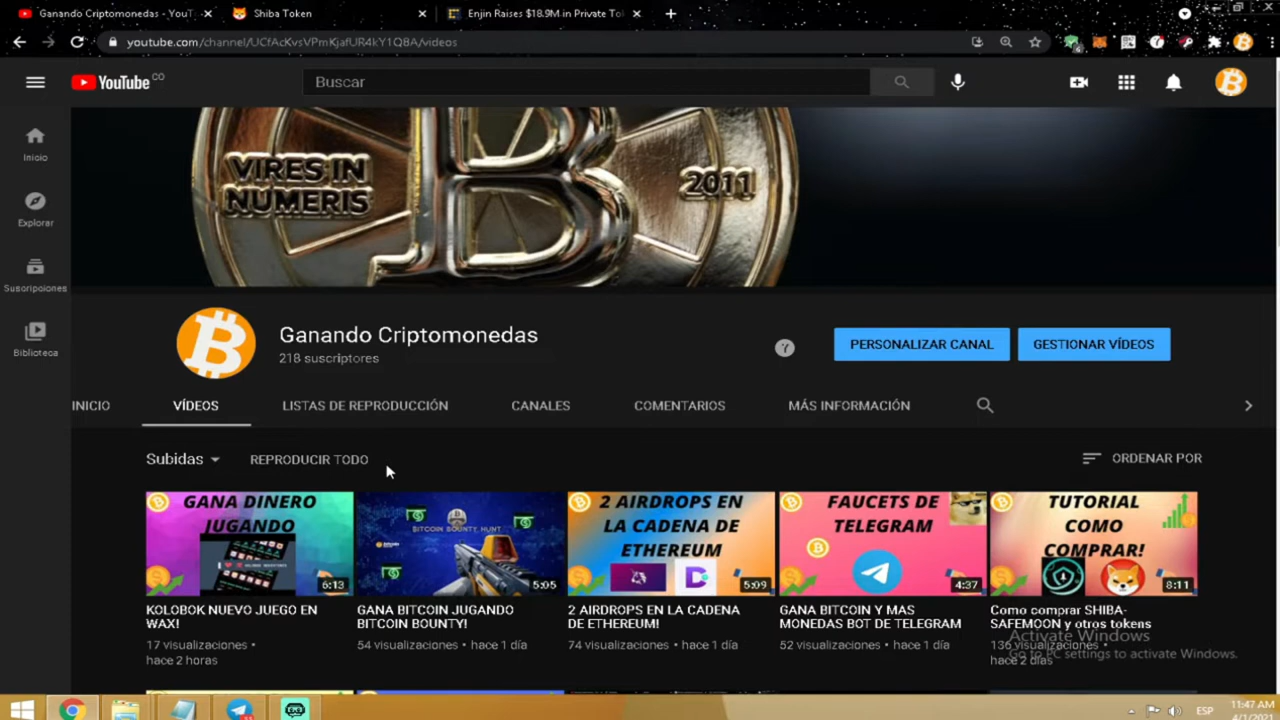 Ganando Criptomonedas - YouT
Shiba Token
Enjin Raises $18.9M in Private To
youtube.com/channel/UCfAcKvsVPmKjafUR4kY1Q8A/videos
YouTube CO
Buscar
VIRES IN
NUMERIS
2011
Inicio
Explorar
Suscripciones
Biblioteca
Ganando Criptomonedas
218 suscriptores
PERSONALIZAR CANAL
GESTIONAR VÍDEOS
INICIO
VÍDEOS
LISTAS DE REPRODUCCIÓN
CANALES
COMENTARIOS
MÁS INFORMACIÓN
Subidas
REPRODUCIR TODO
ORDENAR POR
GANA DINERO
JUGANDO
6:13
BITCOIN BOUNTY HUNT
5:05
2 AIRDROPS EN
LA CADENA DE
ETHEREUM
5:09
FAUCETS DE
TELEGRAM
4:37
TUTORIAL
COMO
COMPRAR!
8:11
KOLOBOK NUEVO JUEGO EN
WAX!
17 visualizaciones •
hace 2 horas
GANA BITCOIN JUGANDO
BITCOIN BOUNTY!
54 visualizaciones • hace 1 día
2 AIRDROPS EN LA CADENA
DE ETHEREUM!
74 visualizaciones • hace 1 día
GANA BITCOIN Y MAS
MONEDAS BOT DE TELEGRAM
52 visualizaciones • hace 1 día
Como comprar SHIBA-
SAFEMOON y otros tokens
136 visualizaciones •
hace 2 días
Activate Windows
Go to PC settings to activate Windows.
ESP
11:47 AM
4/1/2021